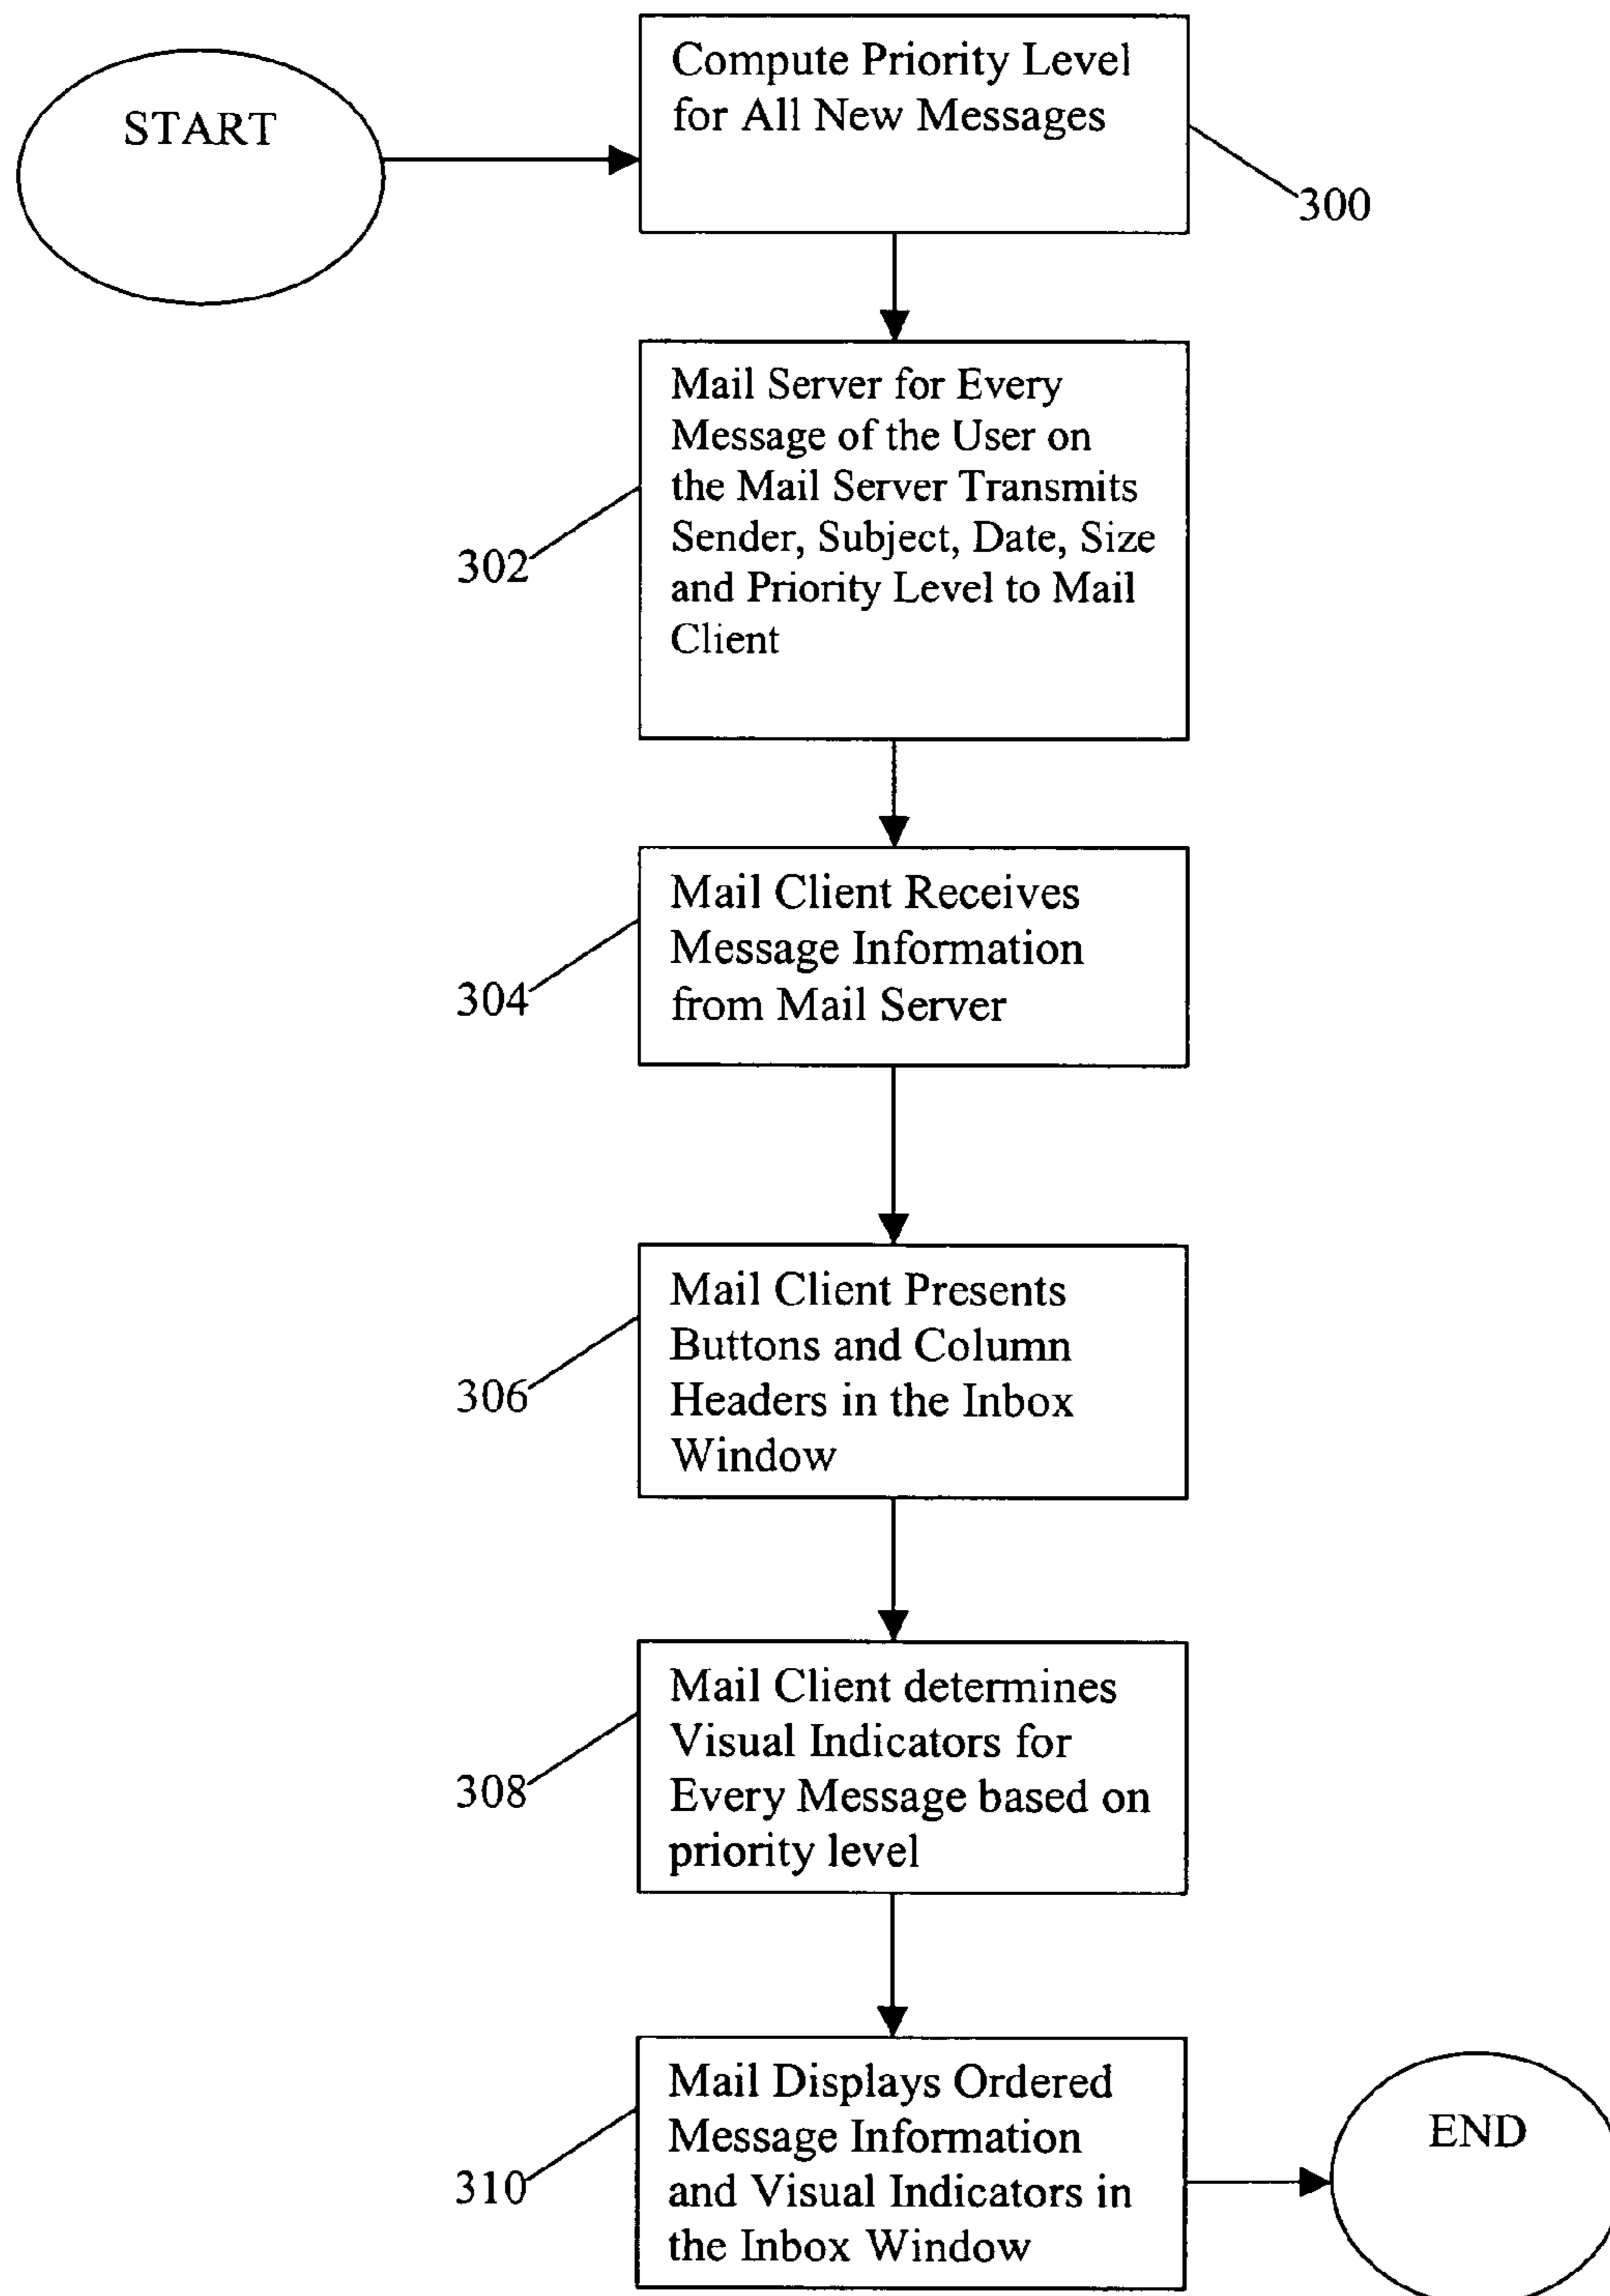 START
Compute Priority Level
for All New Messages
300
Mail Server for Every
Message of the User on
the Mail Server Transmits
Sender, Subject, Date, Size
and Priority Level to Mail
Client
302
Mail Client Receives
Message Information
from Mail Server
304
Mail Client Presents
Buttons and Column
Headers in the Inbox
Window
306
Mail Client determines
Visual Indicators for
Every Message based on
priority level
308
Mail Displays Ordered
Message Information
and Visual Indicators in
the Inbox Window
310
END